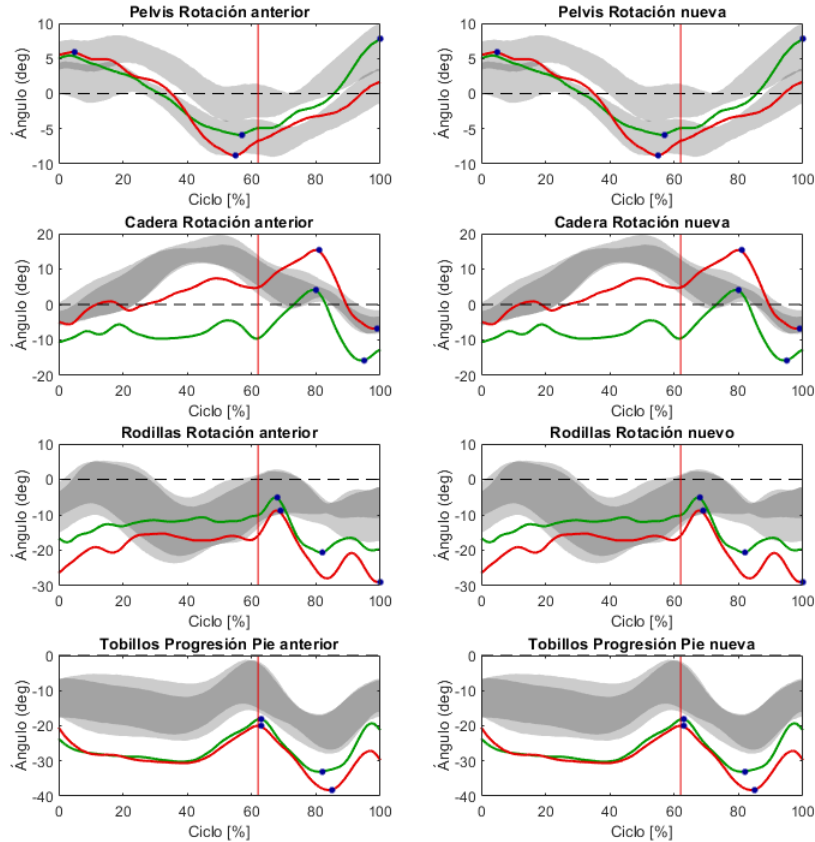 Pelvis Rotación anterior
Ángulo (deg)
10
5
0
-5
-10
0 20 40 60 80 100
Ciclo [%]
Pelvis Rotación nueva
Ángulo (deg)
10
5
0
-5
-10
0 20 40 60 80 100
Ciclo [%]
Cadera Rotación anterior
Ángulo (deg)
20
10
0
-10
-20
0 20 40 60 80 100
Ciclo [%]
Cadera Rotación nueva
Ángulo (deg)
20
10
0
-10
-20
0 20 40 60 80 100
Ciclo [%]
Rodillas Rotación anterior
Ángulo (deg)
10
0
-10
-20
-30
0 20 40 60 80 100
Ciclo [%]
Rodillas Rotación nuevo
Ángulo (deg)
10
0
-10
-20
-30
0 20 40 60 80 100
Ciclo [%]
Tobillos Progresión Pie anterior
Ángulo (deg)
0
-10
-20
-30
-40
0 20 40 60 80 100
Ciclo [%]
Tobillos Progresión Pie nueva
Ángulo (deg)
0
-10
-20
-30
-40
0 20 40 60 80 100
Ciclo [%]